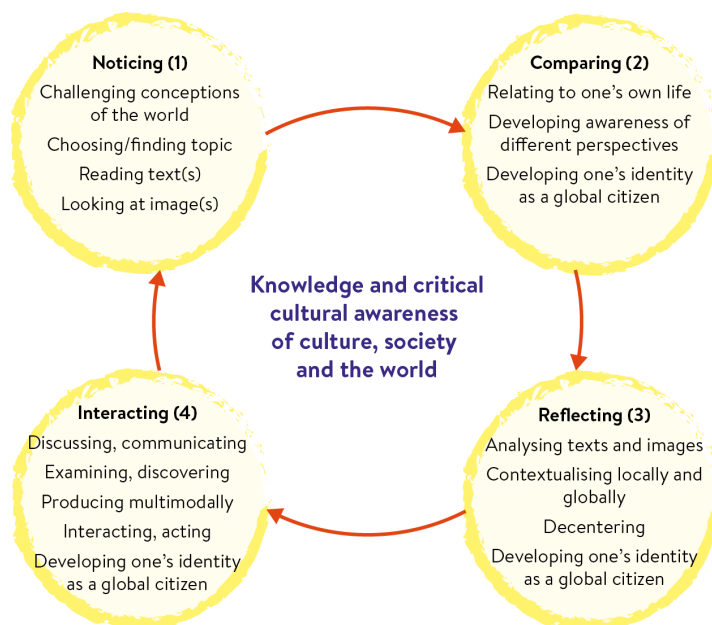 Noticing (1)
Challenging conceptions
of the world
Choosing/finding topic
Reading text(s)
Looking at image(s)
Comparing (2)
Relating to one’s own life
Developing awareness of
different perspectives
Developing one’s identity
as a global citizen
Knowledge and critical
cultural awareness
of culture, society
and the world
Reflecting (3)
Analysing texts and images
Contextualising locally and
globally
Decentering
Developing one’s identity
as a global citizen
Interacting (4)
Discussing, communicating
Examining, discovering
Producing multimodally
Interacting, acting
Developing one’s identity
as a global citizen